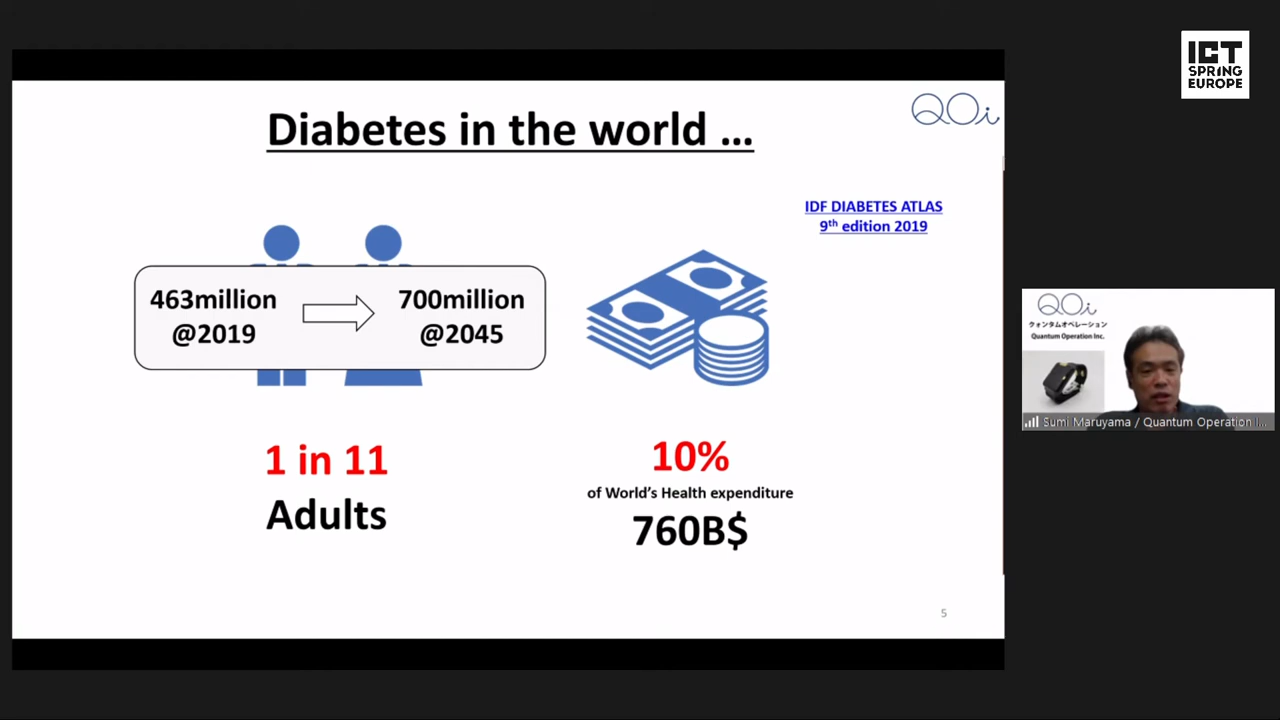 ICT
SPRING
EUROPE
QOi
Diabetes in the world ...
IDF DIABETES ATLAS
9th edition 2019
463million
@2019
700million
@2045
1 in 11
Adults
10%
of World's Health expenditure
760B$
5
QOi
クォンタムオペレーション
Quantum Operation Inc.
Sumi Maruyama / Quantum Operation I...